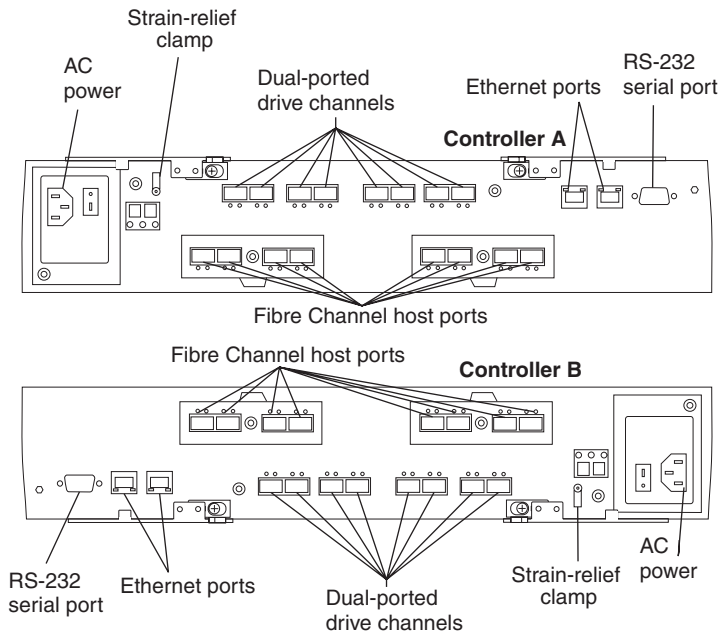 Strain-relief
clamp
AC
power
Dual-ported
drive channels
Ethernet ports
RS-232
serial port
Controller A
Fibre Channel host ports
Fibre Channel host ports
Controller B
RS-232
serial port
Ethernet ports
Dual-ported
drive channels
Strain-relief
clamp
AC
power